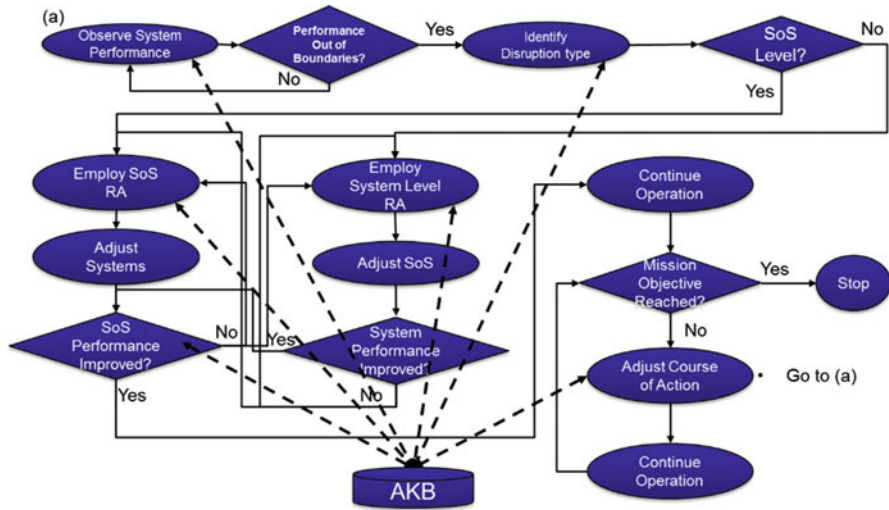 (a)
Observe System
Performance
Performance
Out of
Boundaries?
Yes
No
Identify
Disruption type
SoS
Level?
No
Yes
Employ SoS
RA
Adjust
Systems
SoS
Performance
Improved?
No
Yes
Employ
System Level
RA
Adjust SoS
System
Performance
Improved?
Yes
No
Continue
Operation
Mission
Objective
Reached?
Yes
Stop
No
Adjust Course
of Action
• Go to (a)
Continue
Operation
AKB